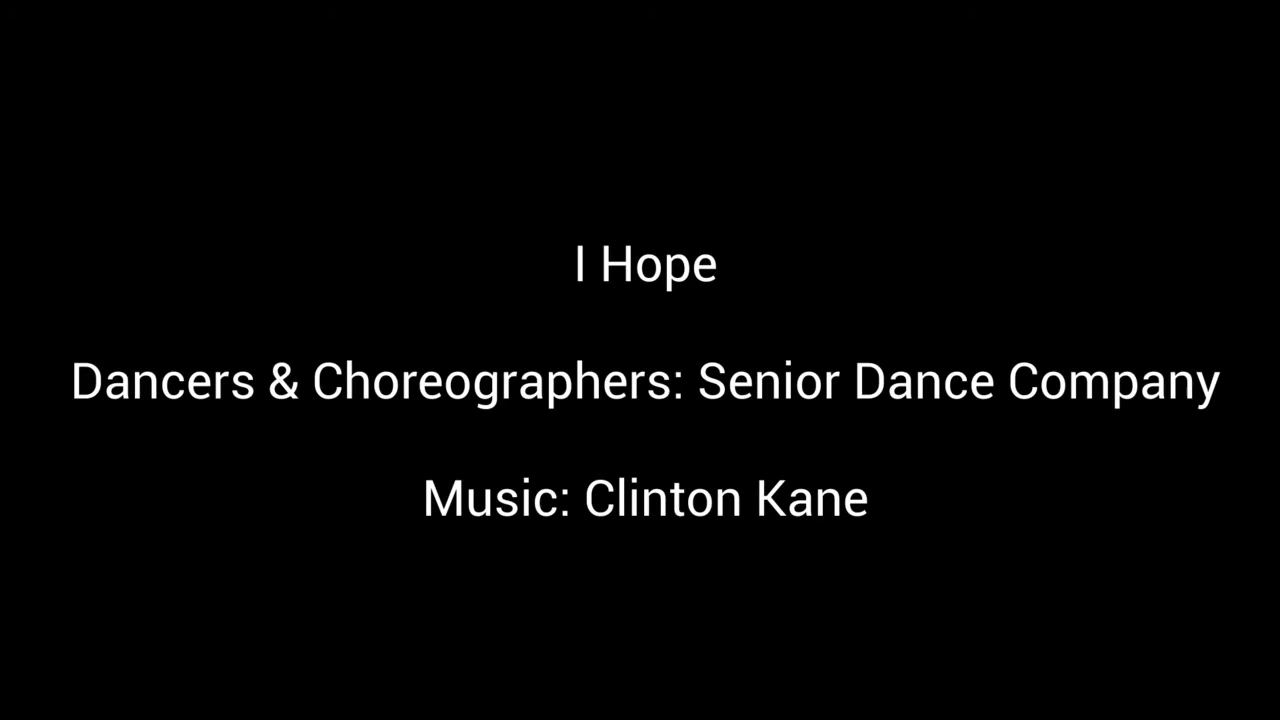 I Hope
Dancers & Choreographers: Senior Dance Company
Music: Clinton Kane